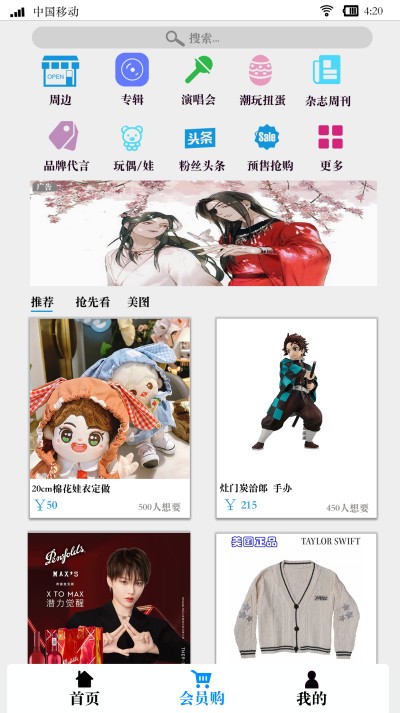 中国移动 4:20
搜索...
OPEN
周边 专辑 演唱会 潮玩扭蛋 杂志周刊
头条 Sale
品牌代言 玩偶/娃 粉丝头条 预售抢购 更多
广告
推荐 抢先看 美图
20cm棉花娃衣定做
￥50 500人想要
灶门炭治郎 手办
￥ 215 450人想要
Penfolds
MAX'S
X TO MAX
潜力觉醒
美国正品 TAYLOR SWIFT
首页 会员购 我的